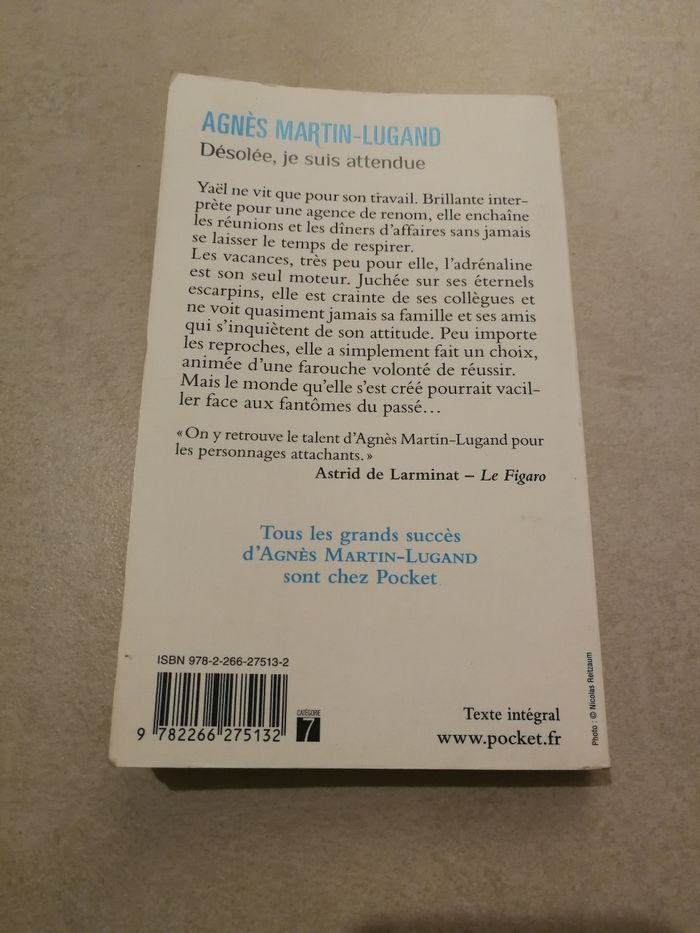 AGNÈS MARTIN-LUGAND
Désolée, je suis attendue
Yaël ne vit que pour son travail. Brillante inter-
prète pour une agence de renom, elle enchaîne
les réunions et les dîners d'affaires sans jamais
se laisser le temps de respirer.
Les vacances, très peu pour elle, l'adrénaline
est son seul moteur. Juchée sur ses éternels
escarpins, elle est crainte de ses collègues et
ne voit quasiment jamais sa famille et ses amis
qui s'inquiètent de son attitude. Peu importe
les reproches, elle a simplement fait un choix,
animée d'une farouche volonté de réussir.
Mais le monde qu'elle s'est créé pourrait vacil-
ler face aux fantômes du passé…
« On y retrouve le talent d'Agnès Martin-Lugand pour
les personnages attachants. »
Astrid de Larminat – Le Figaro
Tous les grands succès
d'AGNÈS MARTIN-LUGAND
sont chez Pocket
ISBN 978-2-266-27513-2
9 782266 275132
CATÉGORIE
7
Texte intégral
www.pocket.fr
Photo : © Nicolas Reitzaum